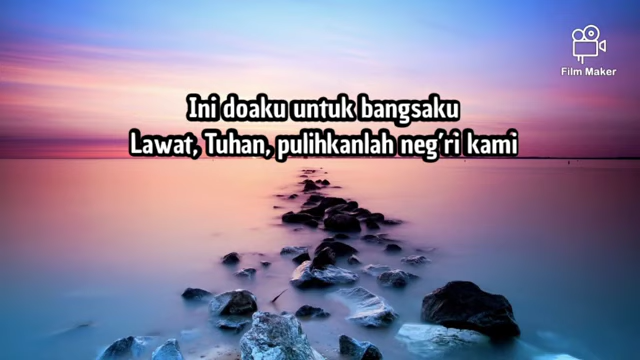 Film Maker
Ini doaku untuk bangsaku
Lawat, Tuhan, pulihkanlah neg'ri kami